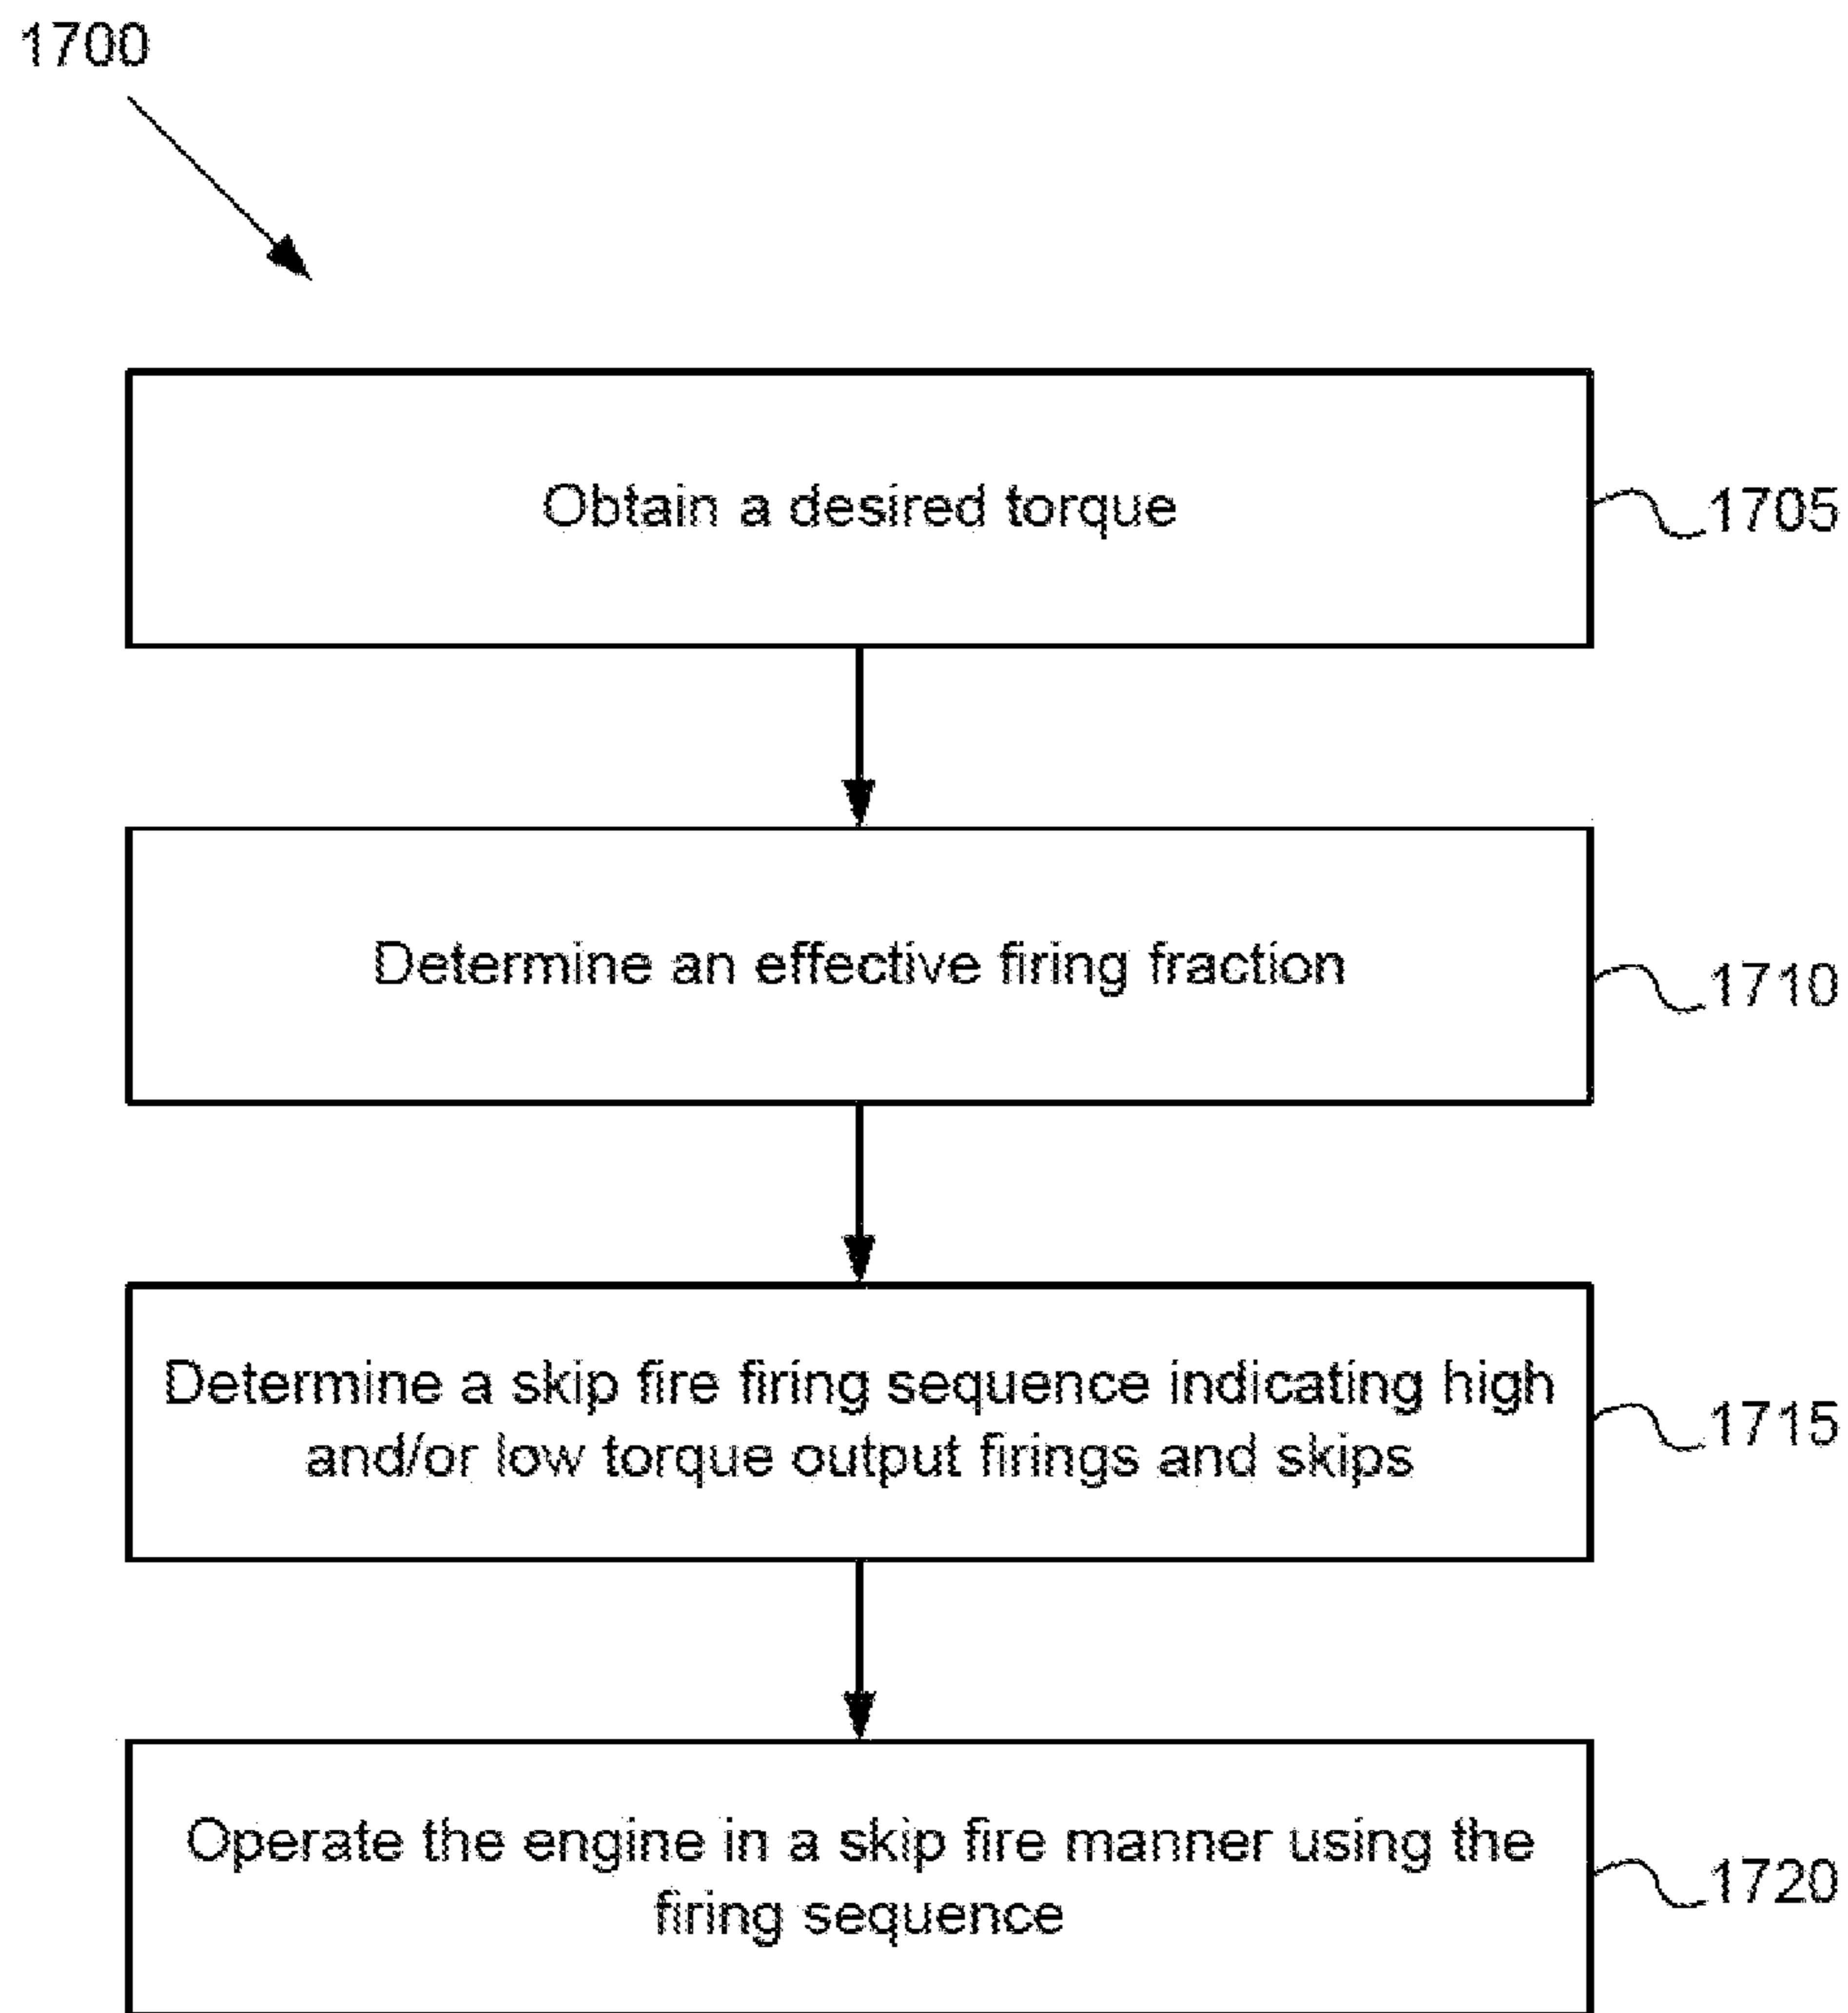 1700
Obtain a desired torque
1705
Determine an effective firing fraction
1710
Determine a skip fire firing sequence indicating high
and/or low torque output firings and skips
1715
Operate the engine in a skip fire manner using the
firing sequence
1720